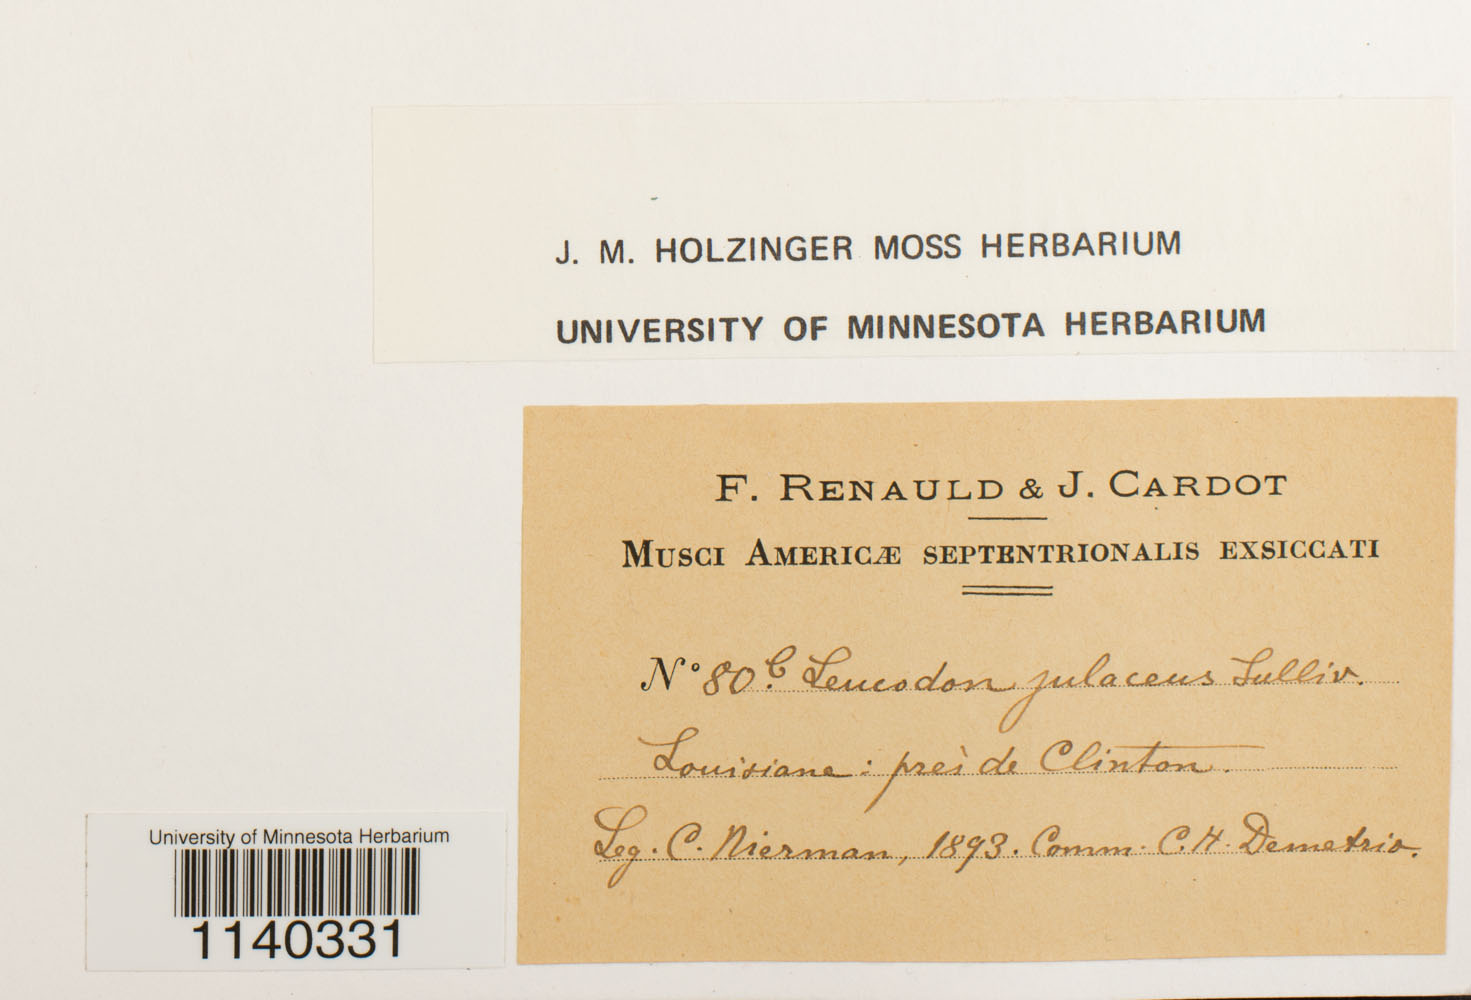 J. M. HOLZINGER MOSS HERBARIUM
UNIVERSITY OF MINNESOTA HERBARIUM
F. RENAULD & J. CARDOT
MUSCI AMERICÆ SEPTENTRIONALIS EXSICCATI
N° 80b. Leucodon julaceus Sulliv.
Louisiane : près de Clinton.
Leg. C. Nierman, 1893. Comm. C. H. Demetrio.
University of Minnesota Herbarium
1140331